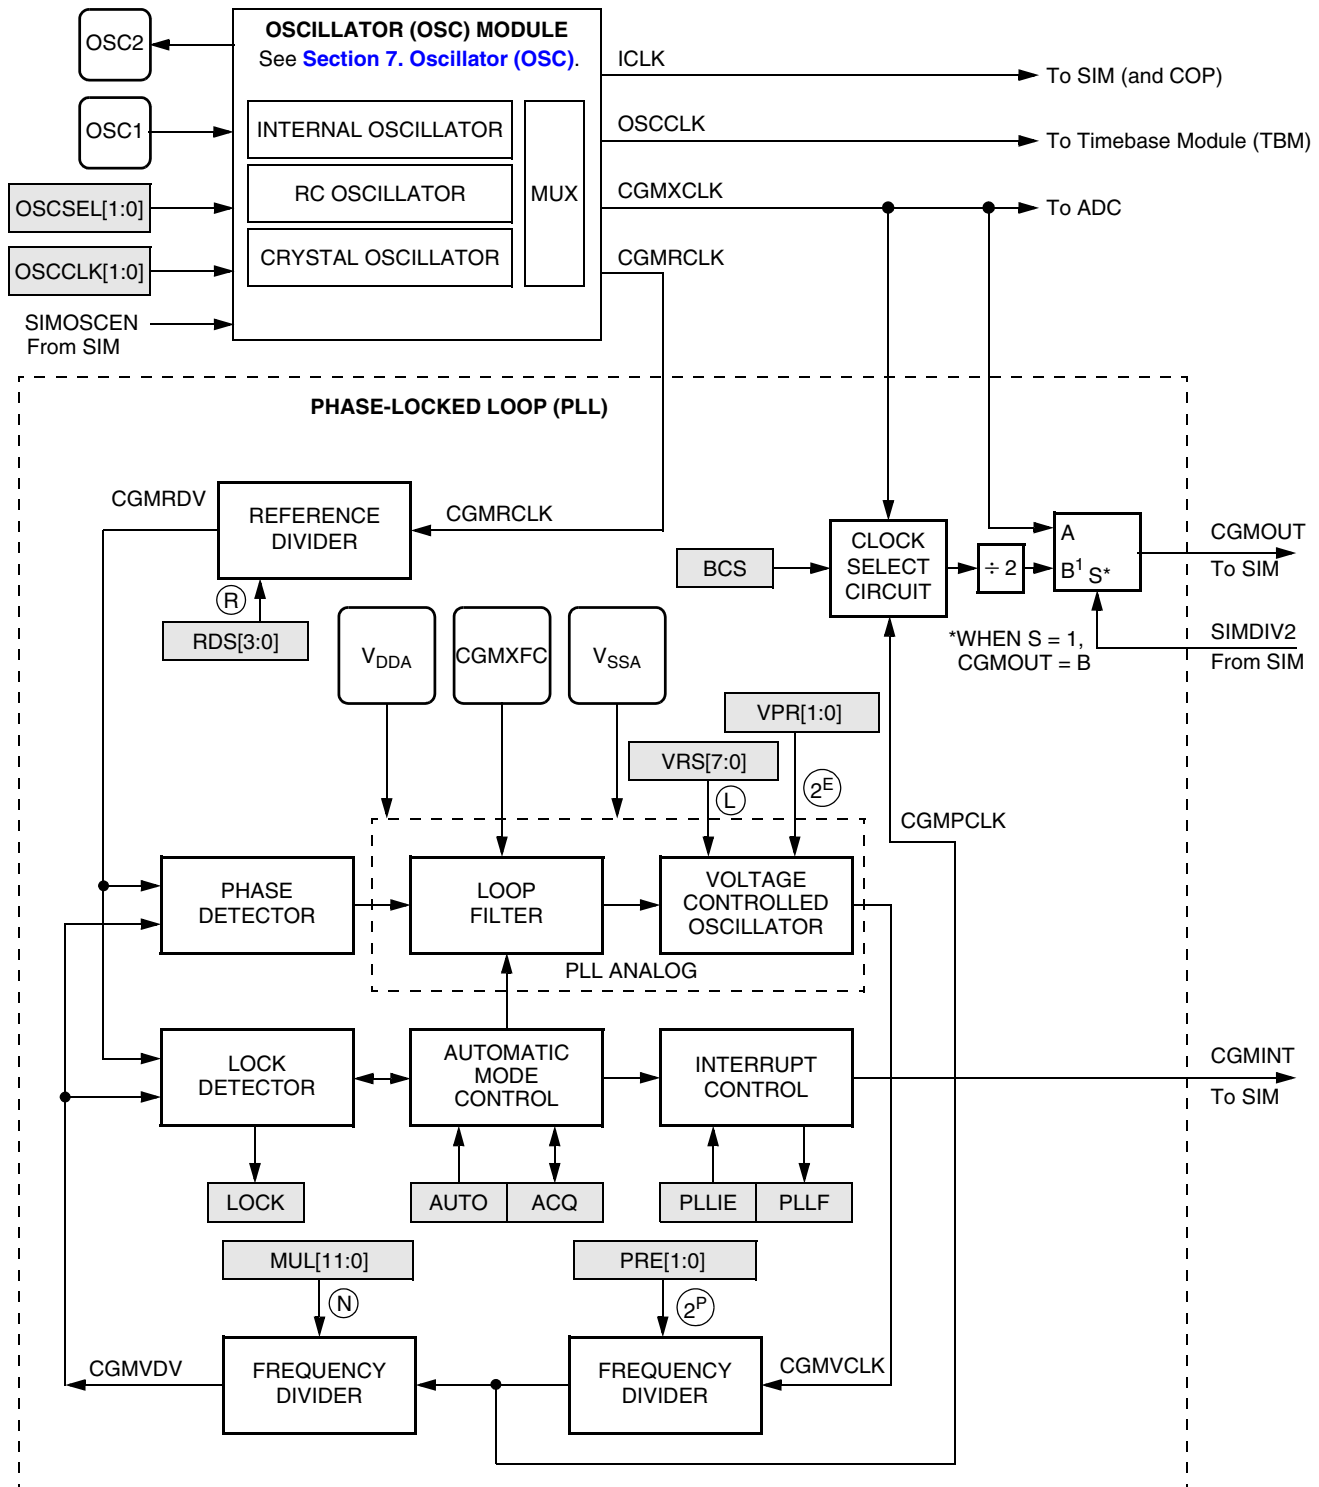 OSCILLATOR (OSC) MODULE
See Section 7. Oscillator (OSC).
OSC2
OSC1
OSCSEL[1:0]
OSCCLK[1:0]
SIMOSCEN
From SIM
INTERNAL OSCILLATOR
RC OSCILLATOR
CRYSTAL OSCILLATOR
MUX
ICLK
To SIM (and COP)
OSCCLK
To Timebase Module (TBM)
CGMXCLK
To ADC
CGMRCLK
PHASE-LOCKED LOOP (PLL)
CGMRDV
REFERENCE
DIVIDER
CGMRCLK
R
RDS[3:0]
BCS
CLOCK
SELECT
CIRCUIT
÷ 2
A
B1 S*
CGMOUT
To SIM
*WHEN S = 1,
CGMOUT = B
SIMDIV2
From SIM
VDDA
CGMXFC
VSSA
VPR[1:0]
VRS[7:0]
L
2E
CGMPCLK
PHASE
DETECTOR
LOOP
FILTER
VOLTAGE
CONTROLLED
OSCILLATOR
PLL ANALOG
LOCK
DETECTOR
AUTOMATIC
MODE
CONTROL
INTERRUPT
CONTROL
CGMINT
To SIM
LOCK
AUTO
ACQ
PLLIE
PLLF
MUL[11:0]
PRE[1:0]
N
2P
CGMVDV
FREQUENCY
DIVIDER
FREQUENCY
DIVIDER
CGMVCLK